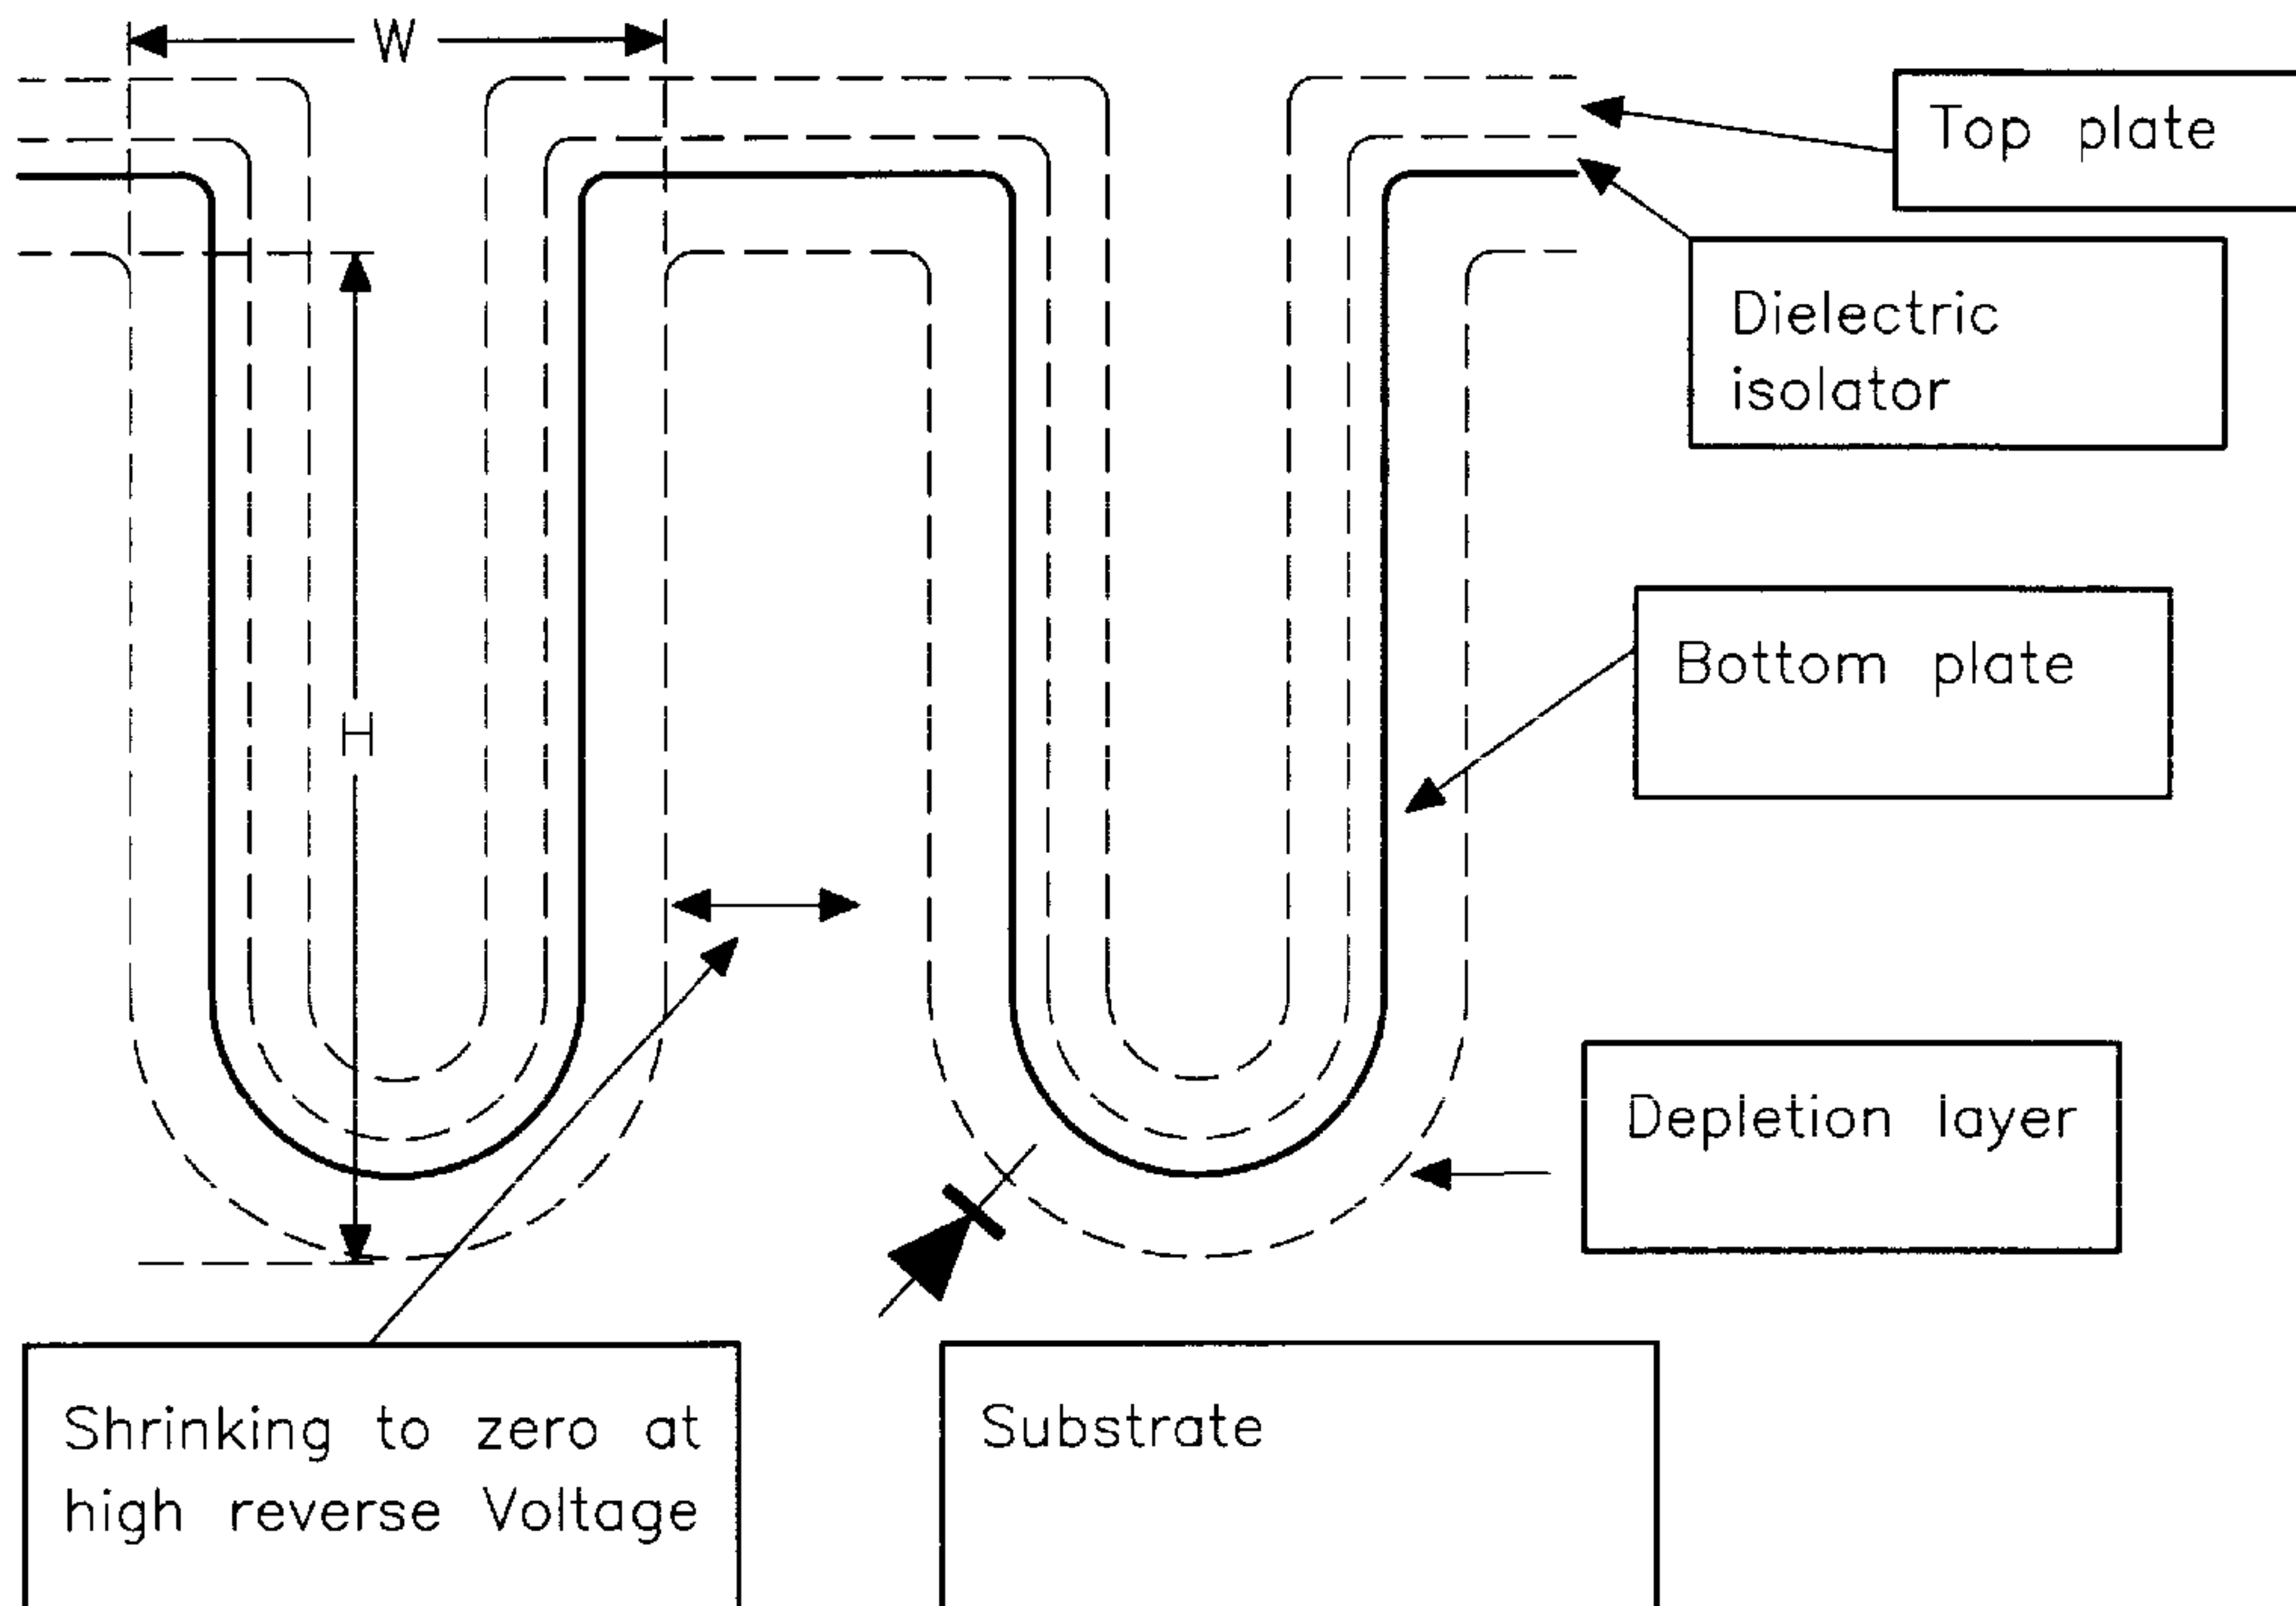 W
Top plate
Dielectric
isolator
H
Bottom plate
Depletion layer
Shrinking to zero at
high reverse Voltage
Substrate